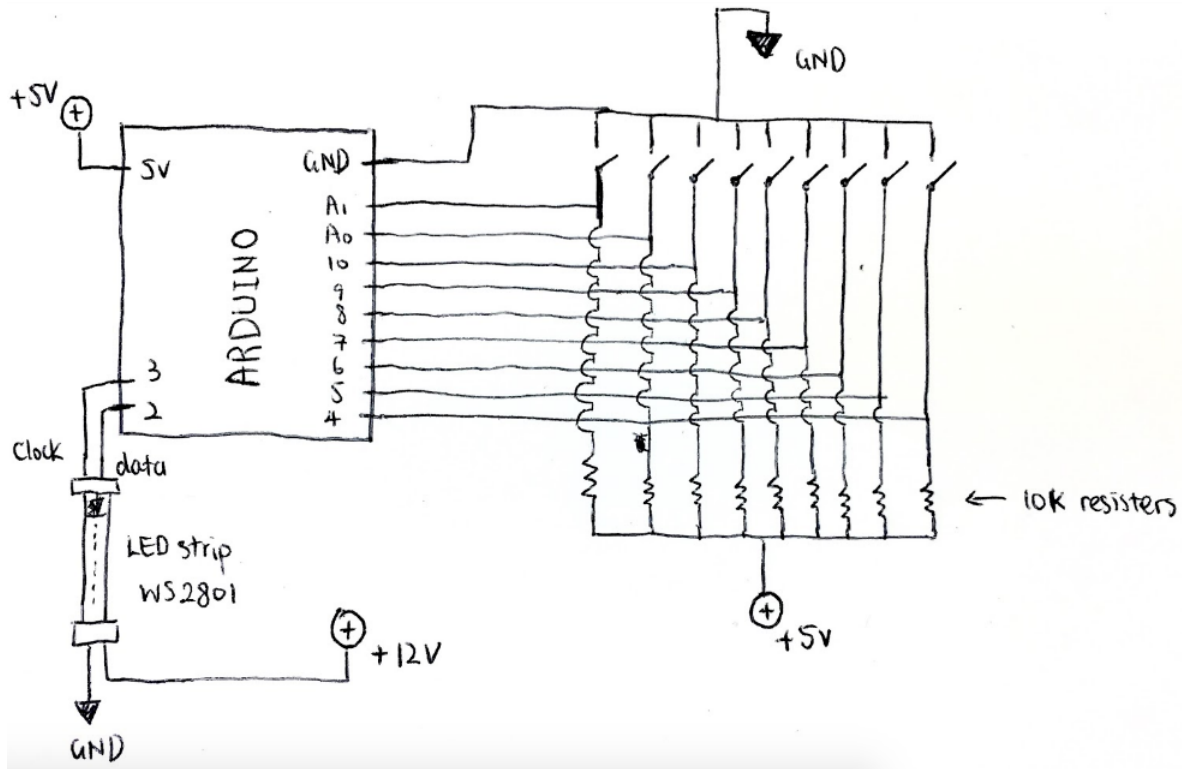 GND
+5V
+
5V
GND
A1
A0
10
9
8
7
6
5
4
ARDUINO
3
2
Clock
data
LED strip
WS2801
+
+12V
GND
← 10K resisters
+
+5V